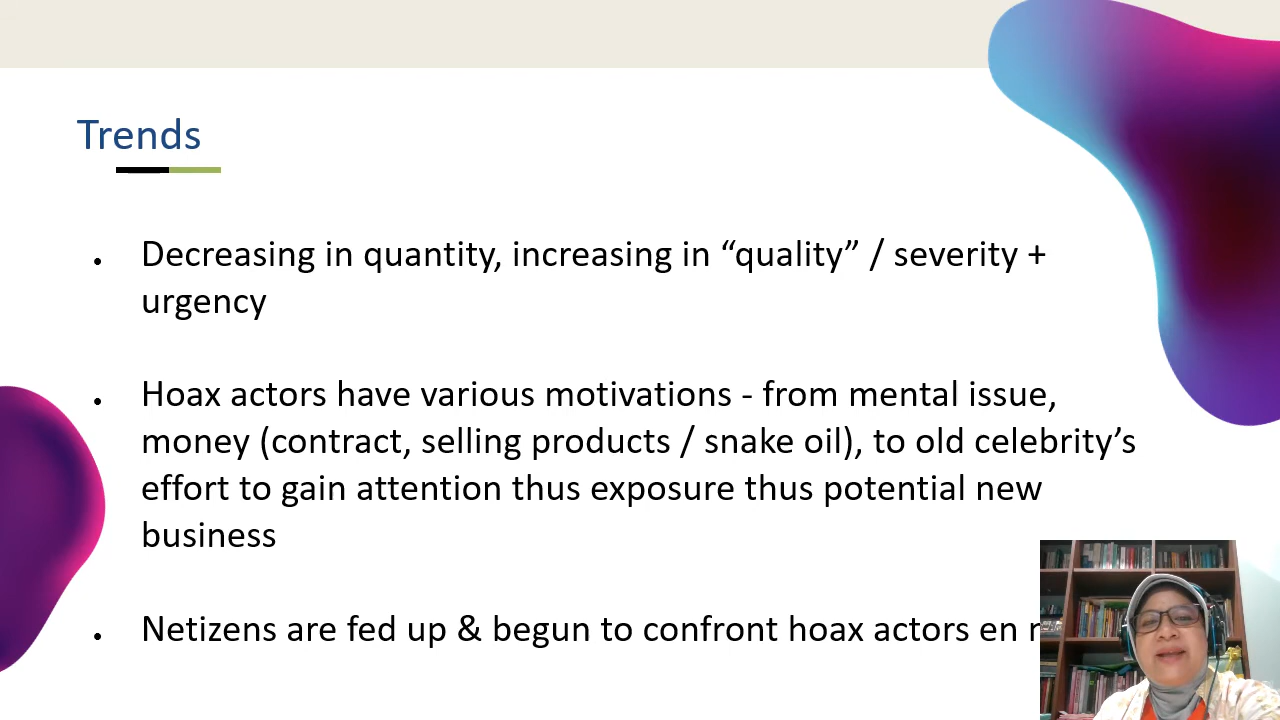 Trends
• Decreasing in quantity, increasing in “quality” / severity +
urgency
• Hoax actors have various motivations - from mental issue,
money (contract, selling products / snake oil), to old celebrity’s
effort to gain attention thus exposure thus potential new
business
• Netizens are fed up & begun to confront hoax actors en